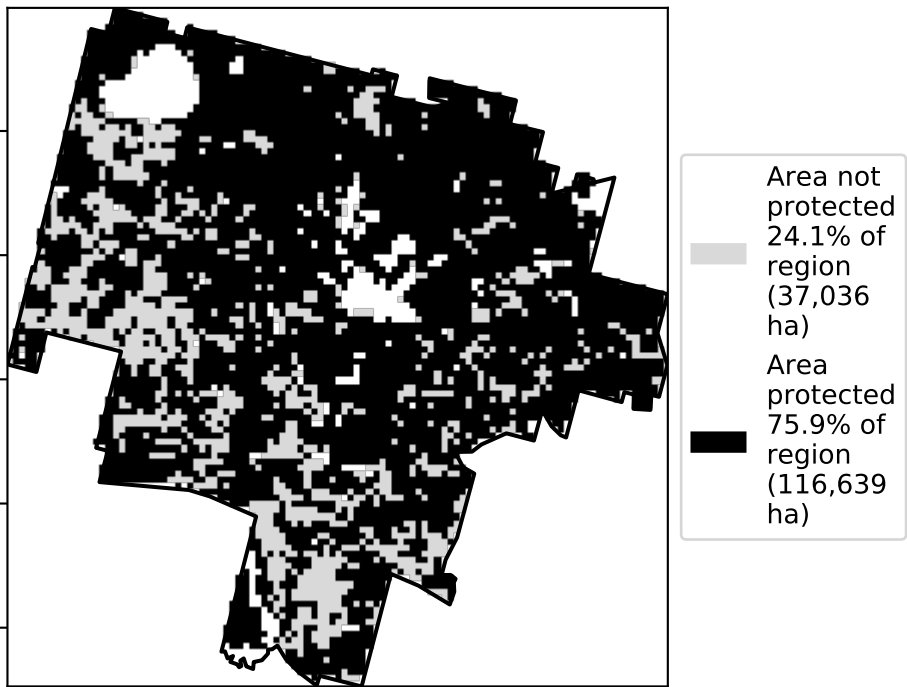 Area not
protected
24.1% of
region
(37,036
ha)
Area
protected
75.9% of
region
(116,639
ha)